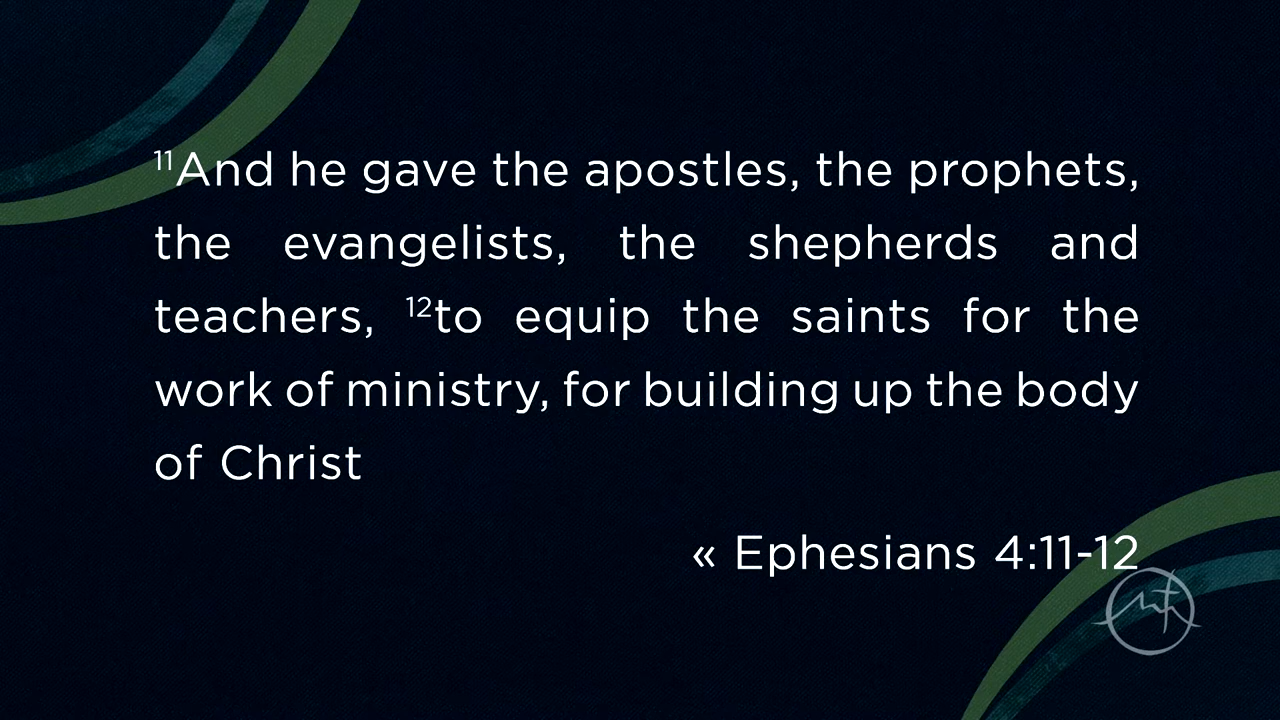 ¹¹And he gave the apostles, the prophets,
the evangelists, the shepherds and
teachers, ¹²to equip the saints for the
work of ministry, for building up the body
of Christ
« Ephesians 4:11-12